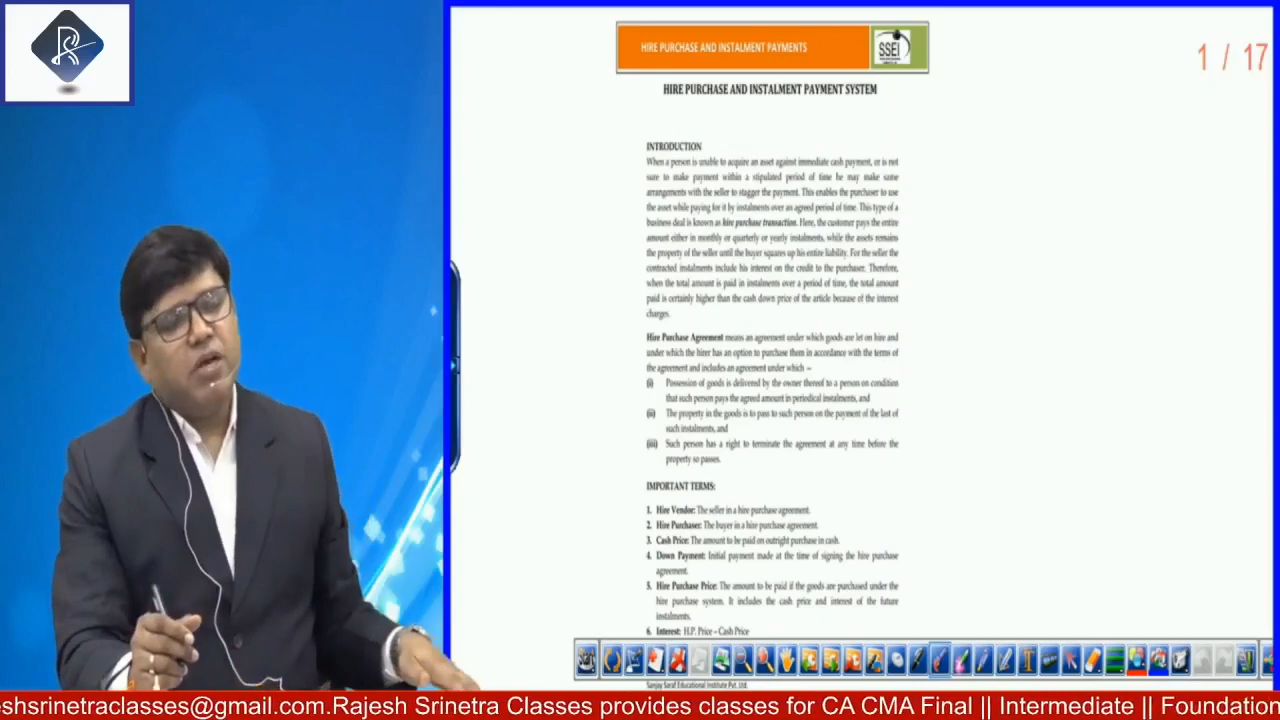 HIRE PURCHASE AND INSTALMENT PAYMENTS
SSEI
1 / 17
HIRE PURCHASE AND INSTALMENT PAYMENT SYSTEM
INTRODUCTION
When a person is unable to acquire an asset against immediate cash payment, or is not
sure to make payment within a stipulated period of time he may make same
arrangements with the seller to stagger the payment. This enables the purchaser to use
the asset while paying for it by instalments over an agreed period of time. This type of a
business deal is known as hire purchase transaction. Here, the customer pays the entire
amount either in monthly or quarterly or yearly instalments, while the assets remains
the property of the seller until the buyer squares up his entire liability. For the seller the
contracted instalments include his interest on the credit to the purchaser. Therefore,
when the total amount is paid in instalments over a period of time, the total amount
paid is certainly higher than the cash down price of the article because of the interest
charges.
Hire Purchase Agreement means an agreement under which goods are let on hire and
under which the hirer has an option to purchase them in accordance with the terms of
the agreement and includes an agreement under which –
(i) Possession of goods is delivered by the owner thereof to a person on condition
that such person pays the agreed amount in periodical instalments, and
(ii) The property in the goods is to pass to such person on the payment of the last of
such instalments, and
(iii) Such person has a right to terminate the agreement at any time before the
property so passes.
IMPORTANT TERMS:
1. Hire Vendor: The seller in a hire purchase agreement.
2. Hire Purchaser: The buyer in a hire purchase agreement.
3. Cash Price: The amount to be paid on outright purchase in cash.
4. Down Payment: Initial payment made at the time of signing the hire purchase
agreement.
5. Hire Purchase Price: The amount to be paid if the goods are purchased under the
hire purchase system. It includes the cash price and interest of the future
instalments.
6. Interest: H.P. Price – Cash Price
Sanjay Saraf Educational Institute Pvt. Ltd.
eshsrinetraclasses@gmail.com.Rajesh Srinetra Classes provides classes for CA CMA Final || Intermediate || Foundation